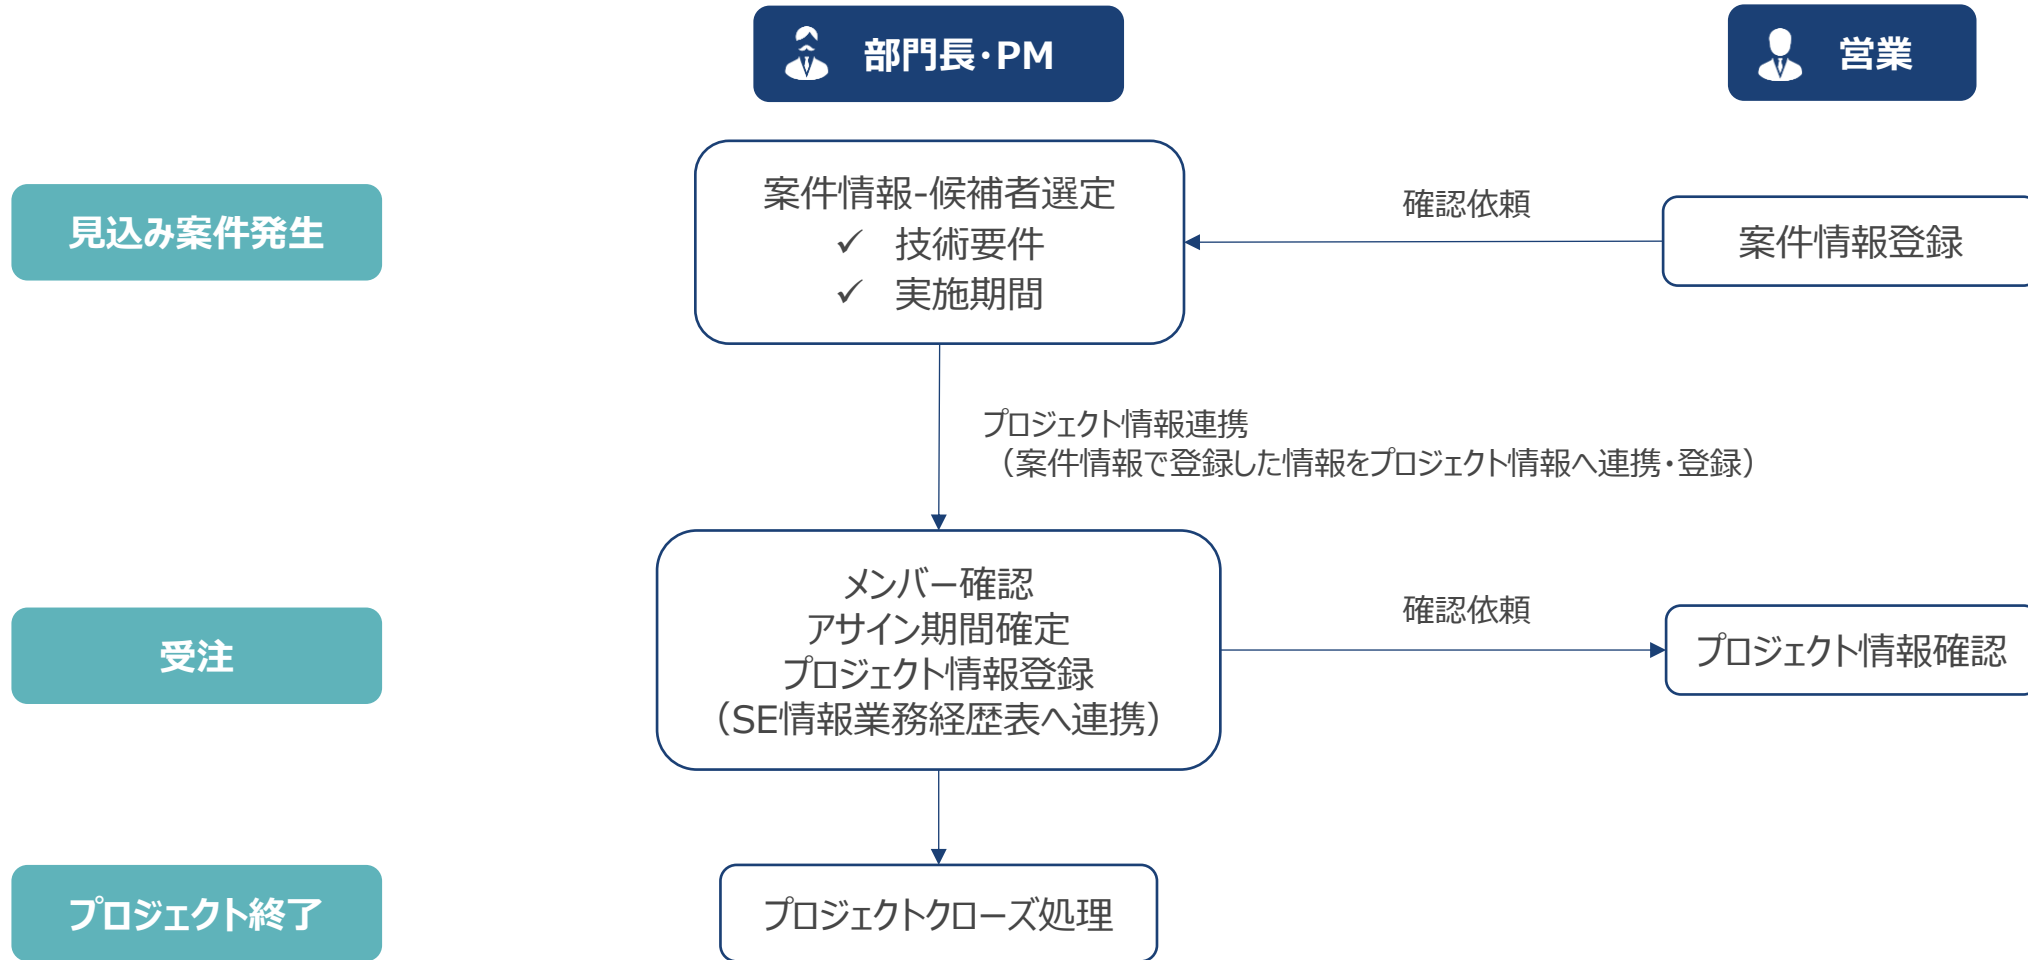 部門長・PM
営業
見込み案件発生
案件情報-候補者選定
✓ 技術要件
✓ 実施期間
確認依頼
案件情報登録
プロジェクト情報連携
（案件情報で登録した情報をプロジェクト情報へ連携・登録）
受注
メンバー確認
アサイン期間確定
プロジェクト情報登録
（SE情報業務経歴表へ連携）
確認依頼
プロジェクト情報確認
プロジェクト終了
プロジェクトクローズ処理